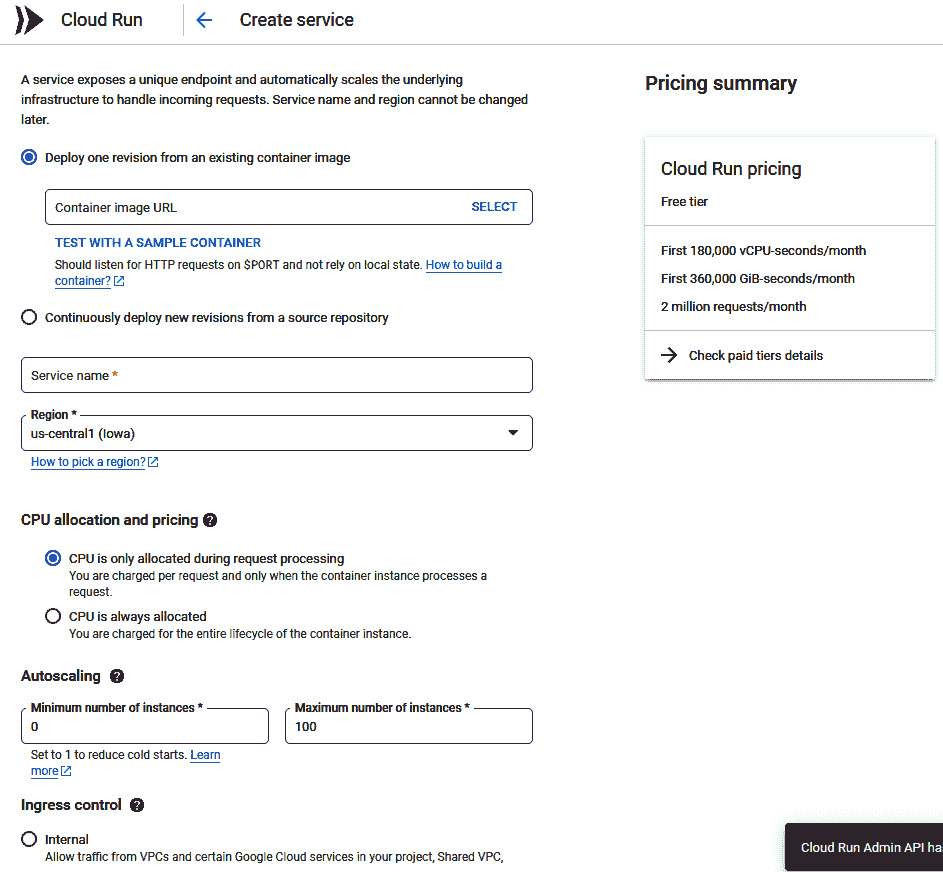 Cloud Run
Create service
A service exposes a unique endpoint and automatically scales the underlying
infrastructure to handle incoming requests. Service name and region cannot be changed
later.
Deploy one revision from an existing container image
Container image URL
SELECT
TEST WITH A SAMPLE CONTAINER
Should listen for HTTP requests on $PORT and not rely on local state. How to build a
container?
Continuously deploy new revisions from a source repository
Service name *
Region *
us-central1 (Iowa)
How to pick a region?
CPU allocation and pricing
CPU is only allocated during request processing
You are charged per request and only when the container instance processes a
request.
CPU is always allocated
You are charged for the entire lifecycle of the container instance.
Autoscaling
Minimum number of instances *
0
Maximum number of instances *
100
Set to 1 to reduce cold starts. Learn
more
Ingress control
Internal
Allow traffic from VPCs and certain Google Cloud services in your project, Shared VPC,
Pricing summary
Cloud Run pricing
Free tier
First 180,000 vCPU-seconds/month
First 360,000 GiB-seconds/month
2 million requests/month
Check paid tiers details
Cloud Run Admin API ha